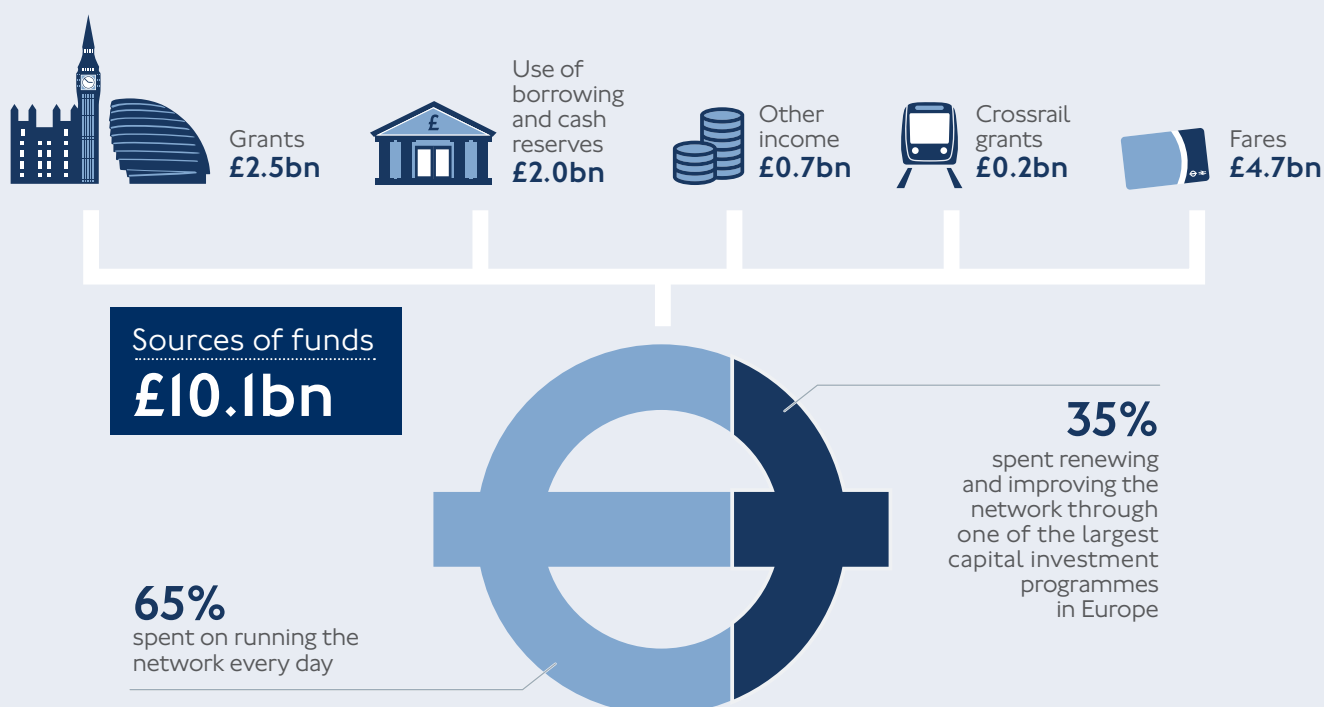 Grants
£2.5bn
Use of
borrowing
and cash
reserves
£2.0bn
Other
income
£0.7bn
Crossrail
grants
£0.2bn
Fares
£4.7bn
£
Sources of funds
£10.1bn
35%
spent renewing
and improving the
network through
one of the largest
capital investment
programmes
in Europe
65%
spent on running the
network every day